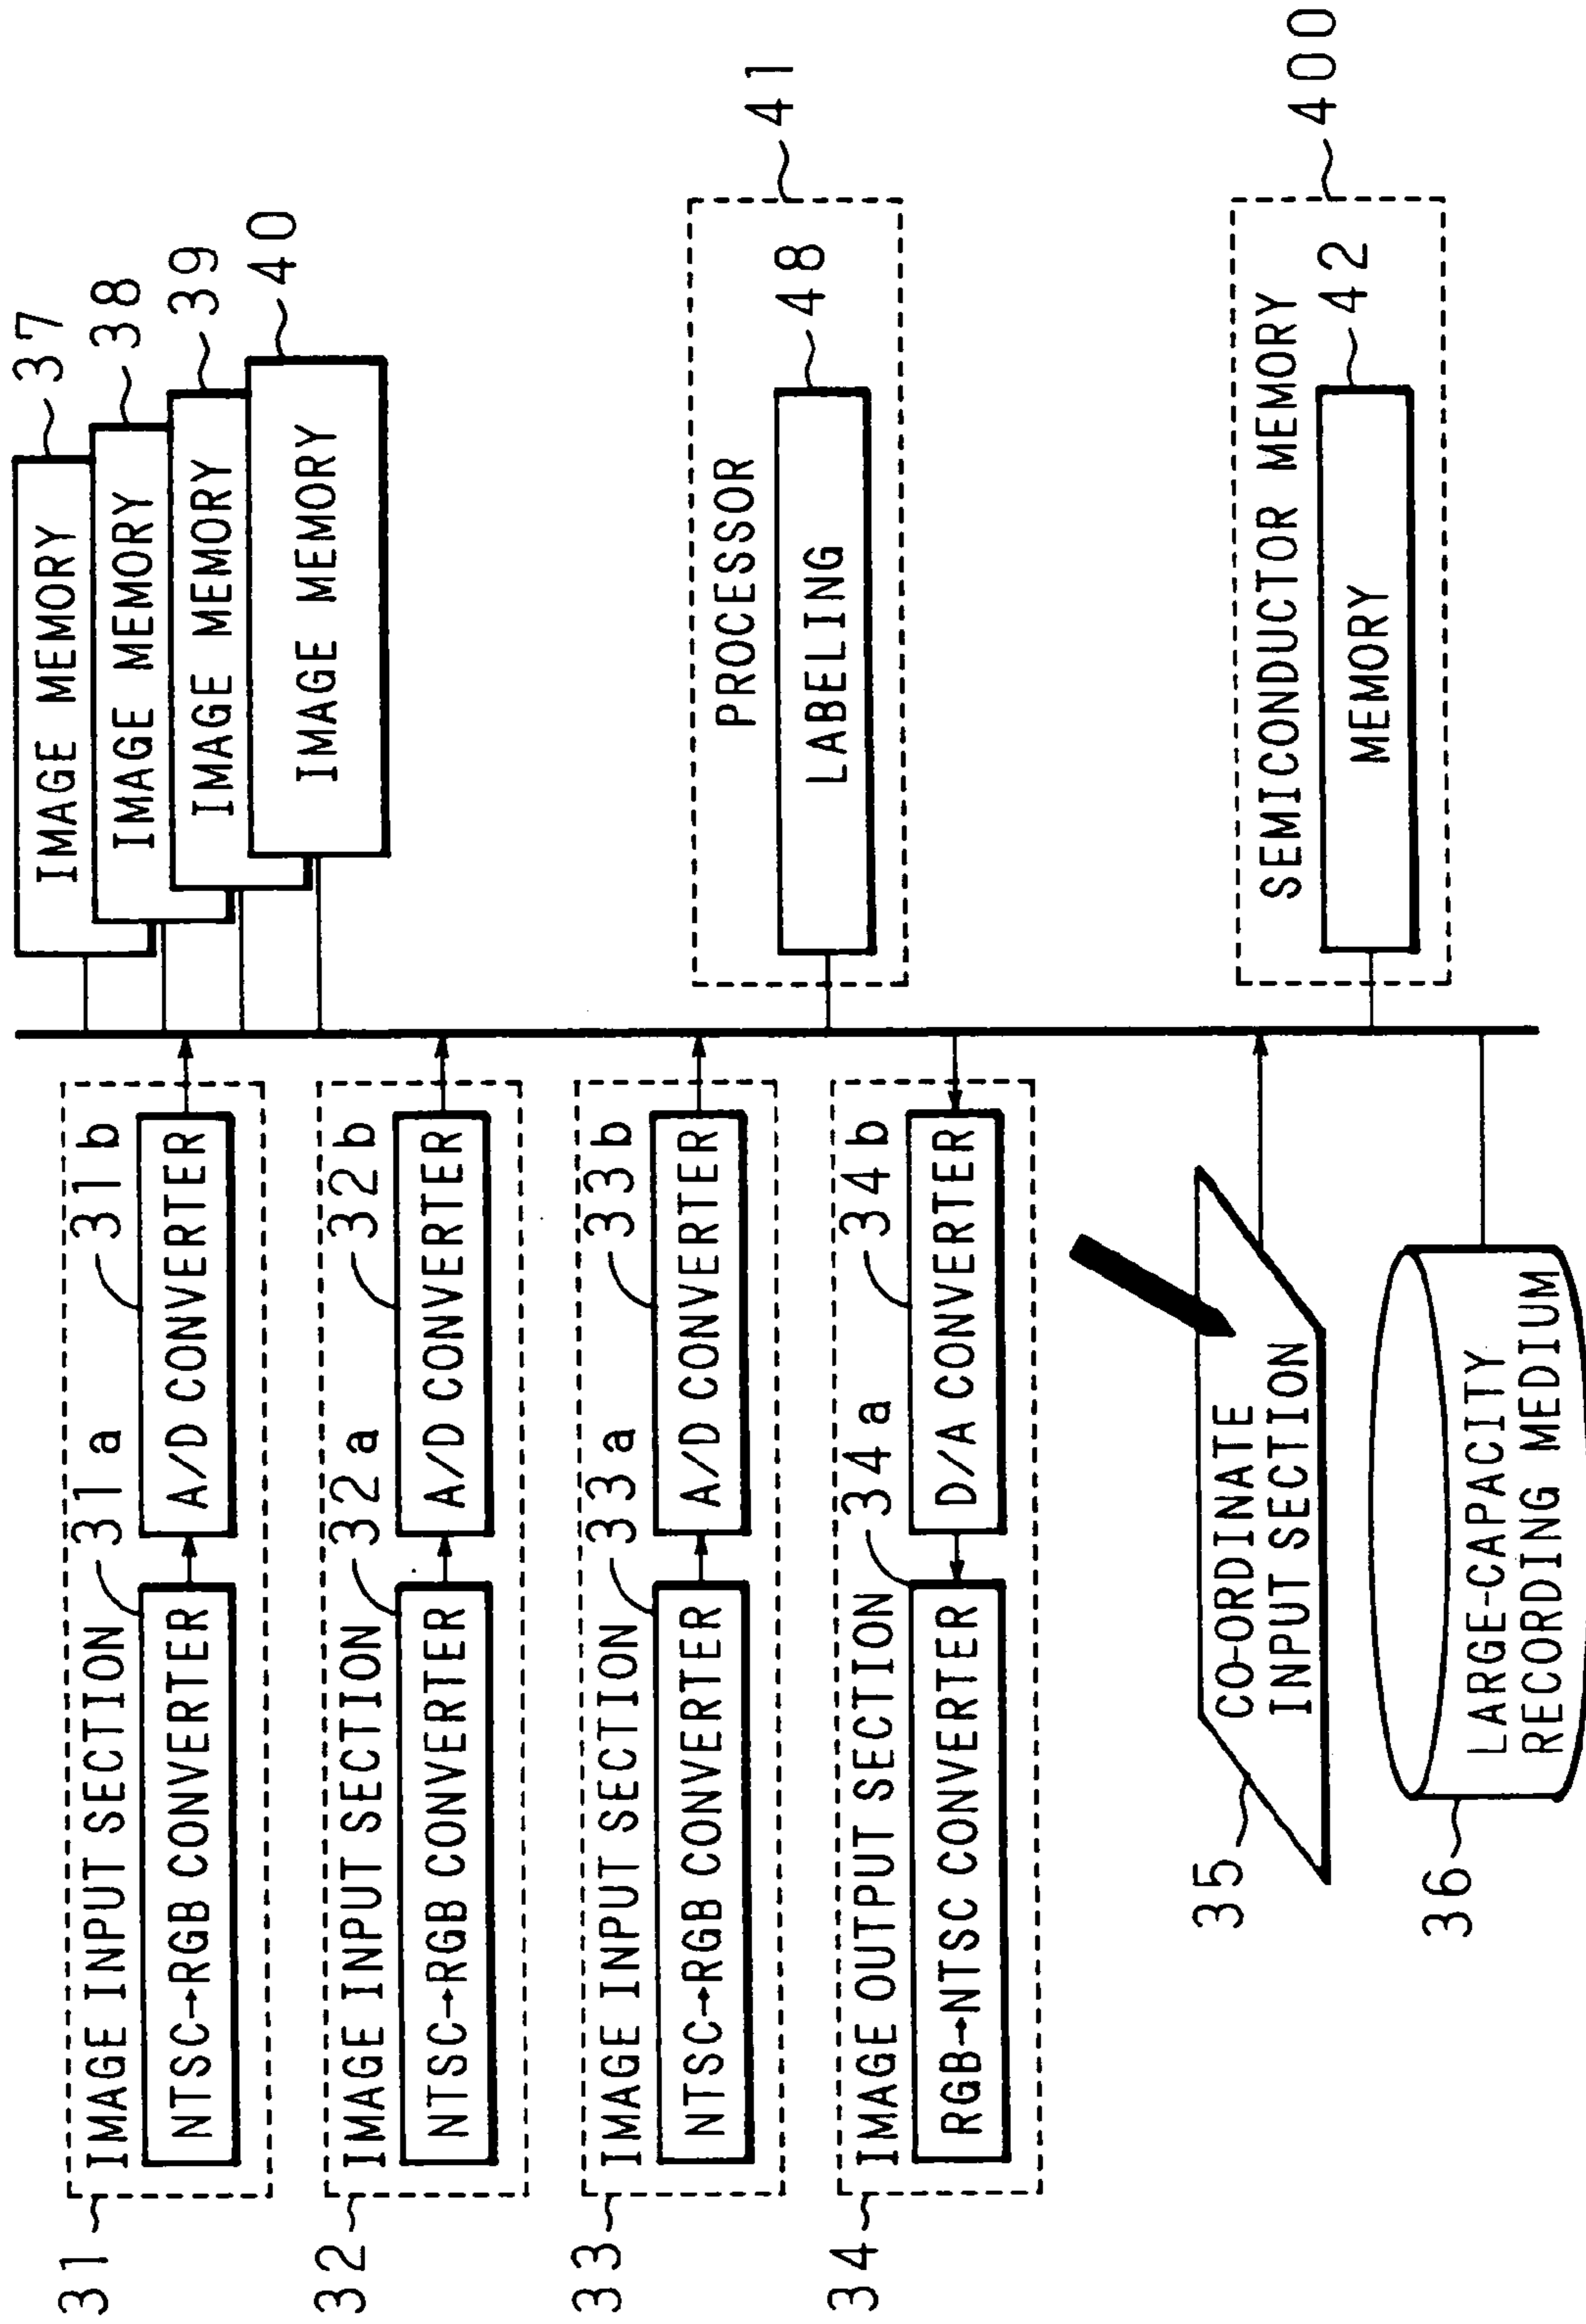 31
IMAGE INPUT SECTION
31a
31b
NTSC→RGB CONVERTER
A/D CONVERTER
32
IMAGE INPUT SECTION
32a
32b
NTSC→RGB CONVERTER
A/D CONVERTER
33
IMAGE INPUT SECTION
33a
33b
NTSC→RGB CONVERTER
A/D CONVERTER
34
IMAGE OUTPUT SECTION
34a
34b
RGB→NTSC CONVERTER
D/A CONVERTER
35
CO-ORDINATE
INPUT SECTION
36
LARGE-CAPACITY
RECORDING MEDIUM
IMAGE MEMORY
37
IMAGE MEMORY
38
IMAGE MEMORY
39
IMAGE MEMORY
40
PROCESSOR
41
LABELING
48
SEMICONDUCTOR MEMORY
400
MEMORY
42